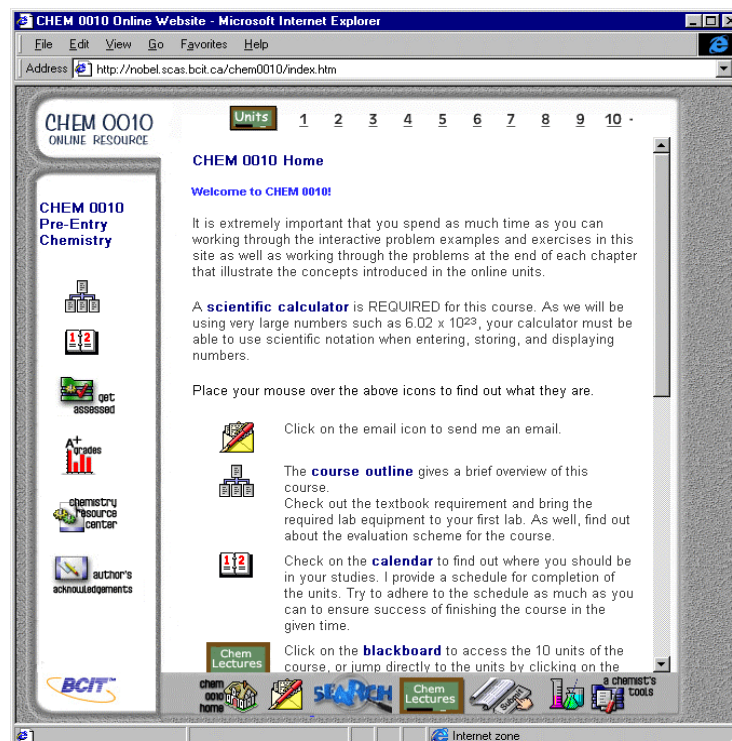 CHEM 0010 Online Website - Microsoft Internet Explorer
File Edit View Go Favorites Help
Address http://nobel.scas.bcit.ca/chem0010/index.htm
CHEM 0010
ONLINE RESOURCE
Units 1 2 3 4 5 6 7 8 9 10 -
CHEM 0010
Pre-Entry
Chemistry
1 2
get
assessed
A+
grades
chemistry
resource
center
author's
acknowledgements
BCIT™
CHEM 0010 Home
Welcome to CHEM 0010!
It is extremely important that you spend as much time as you can
working through the interactive problem examples and exercises in this
site as well as working through the problems at the end of each chapter
that illustrate the concepts introduced in the online units.
A scientific calculator is REQUIRED for this course. As we will be
using very large numbers such as 6.02 x 10²³, your calculator must be
able to use scientific notation when entering, storing, and displaying
numbers.
Place your mouse over the above icons to find out what they are.
Click on the email icon to send me an email.
The course outline gives a brief overview of this
course.
Check out the textbook requirement and bring the
required lab equipment to your first lab. As well, find out
about the evaluation scheme for the course.
1 2
Check on the calendar to find out where you should be
in your studies. I provide a schedule for completion of
the units. Try to adhere to the schedule as much as you
can to ensure success of finishing the course in the
given time.
Chem
Lectures
Click on the blackboard to access the 10 units of the
course, or jump directly to the units by clicking on the
chem
0010
home
SEARCH
Chem
Lectures
submit
a chemist's
tools
Internet zone